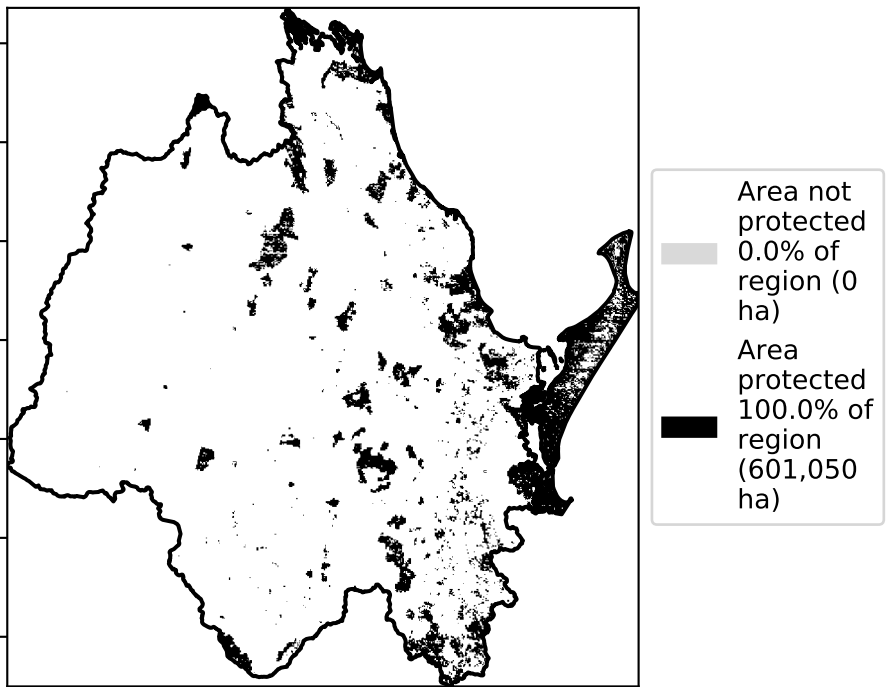 Area not
protected
0.0% of
region (0
ha)
Area
protected
100.0% of
region
(601,050
ha)